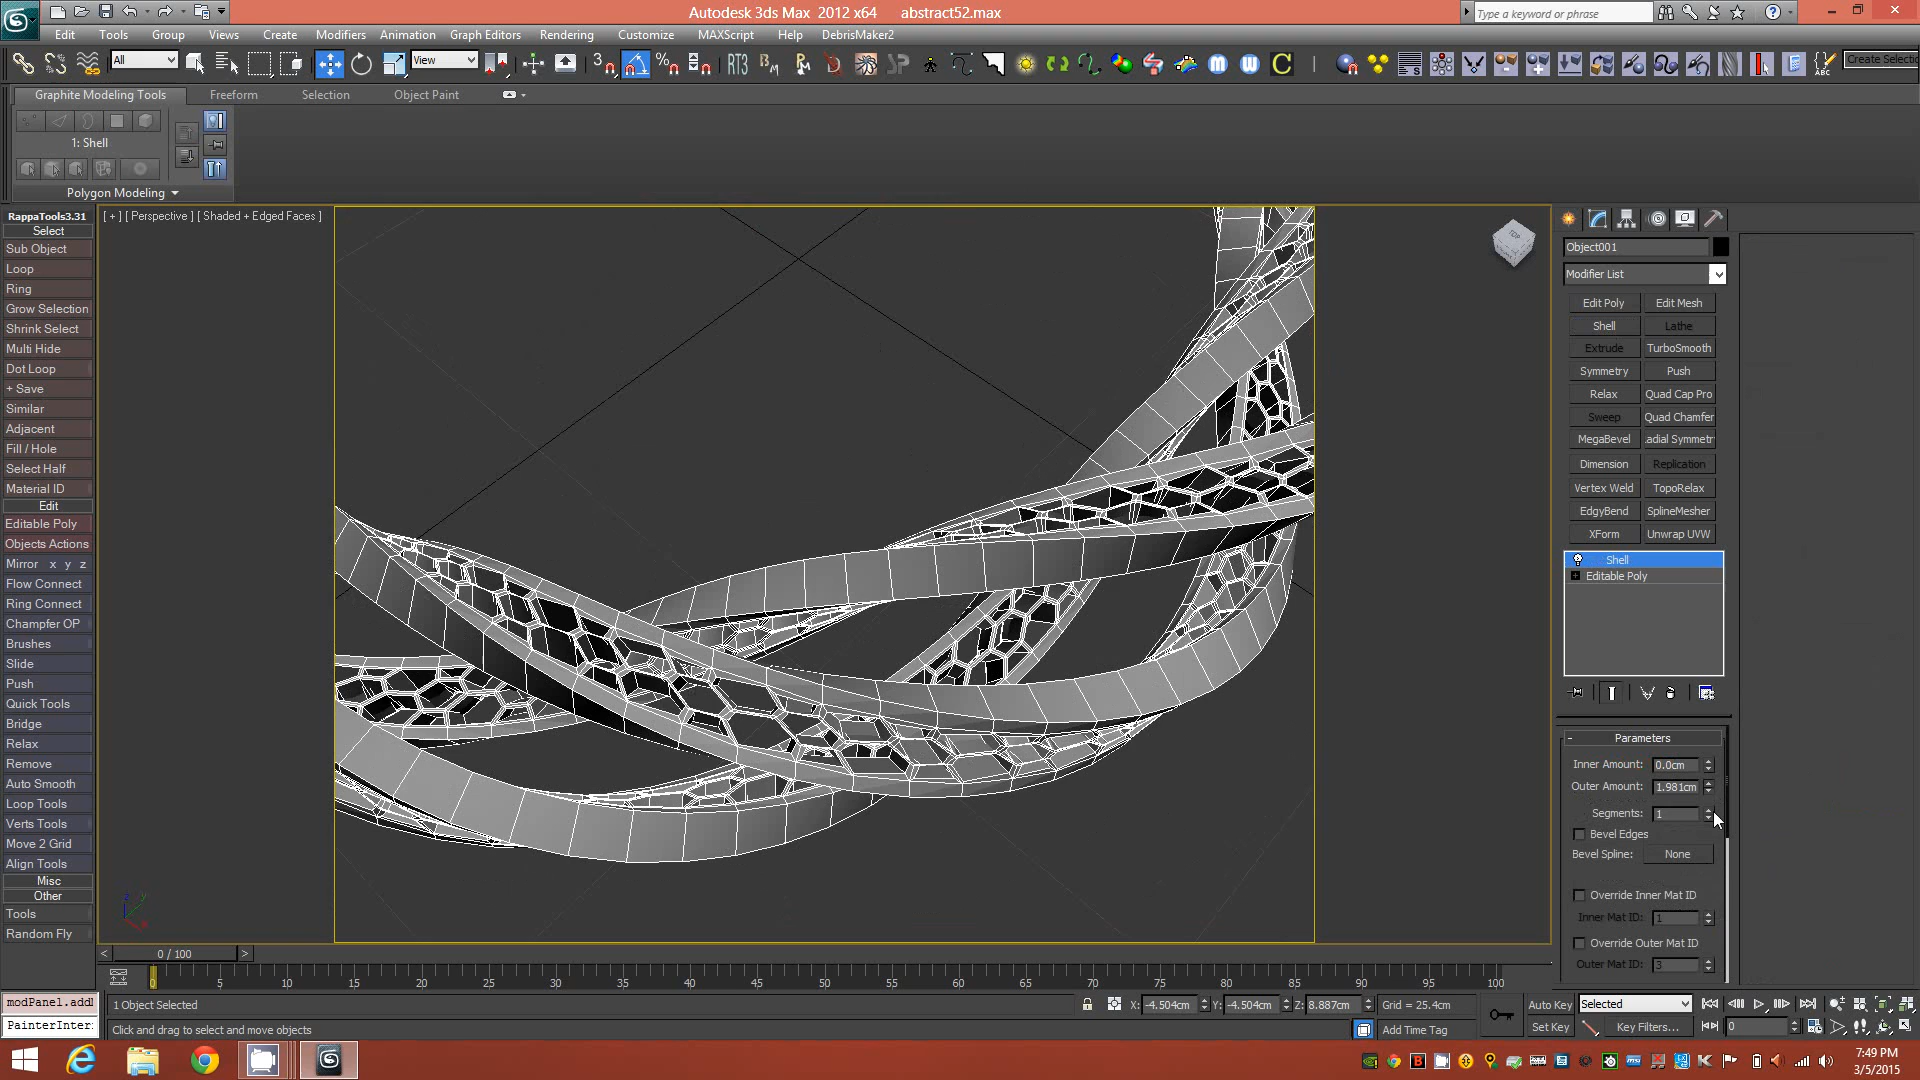 Autodesk 3ds Max  2012 x64     abstract52.max
Type a keyword or phrase
Edit Tools Group Views Create Modifiers Animation Graph Editors Rendering Customize MAXScript Help DebrisMaker2
All View 3 RT3 Create Selectio
Graphite Modeling Tools Freeform Selection Object Paint
1: Shell
Polygon Modeling
RappaTools3.31
Select
Sub Object
Loop
Ring
Grow Selection
Shrink Select
Multi Hide
Dot Loop
+ Save
Similar
Adjacent
Fill / Hole
Select Half
Material ID
Edit
Editable Poly
Objects Actions
Mirror x y z
Flow Connect
Ring Connect
Champfer OP
Brushes
Slide
Push
Quick Tools
Bridge
Relax
Remove
Auto Smooth
Loop Tools
Verts Tools
Move 2 Grid
Align Tools
Misc
Other
Tools
Random Fly
[ + ] [ Perspective ] [ Shaded + Edged Faces ]
TOP
Object001
Modifier List
Edit Poly Edit Mesh
Shell Lathe
Extrude TurboSmooth
Symmetry Push
Relax Quad Cap Pro
Sweep Quad Chamfer
MegaBevel adial Symmetr
Dimension Replication
Vertex Weld TopoRelax
EdgyBend SplineMesher
XForm Unwrap UVW
Shell
Editable Poly
- Parameters
Inner Amount: 0.0cm
Outer Amount: 1.981cm
Segments: 1
Bevel Edges
Bevel Spline: None
Override Inner Mat ID
Inner Mat ID: 1
Override Outer Mat ID
Outer Mat ID: 3
< 0 / 100 >
0 5 10 15 20 25 30 35 40 45 50 55 60 65 70 75 80 85 90 95 100
modPanel.addM
PainterInter:
1 Object Selected
Click and drag to select and move objects
X: -4.504cm Y: -4.504cm Z: 8.887cm Grid = 25.4cm
Add Time Tag
Auto Key Selected
Set Key Key Filters... 0
7:49 PM
3/5/2015